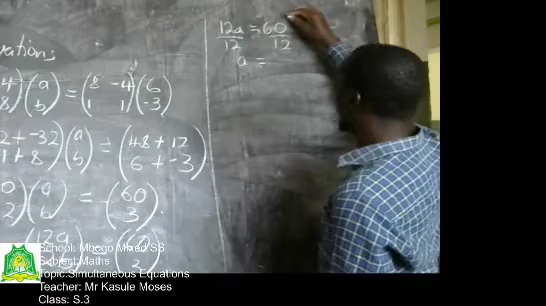 uations
12a = 60
12 12
a =
4) (a = (8 -4) (6
8) (b) (1 1) (-3)
2 + -32) (a = (48 + 12
1 + 8) (b) (6 + -3)
0) (a = (60
2) (b) (3)
(12a =
2)
School: Mbogo Mixed SS
Subject:Maths
Topic:Simultaneous Equations
Teacher: Mr Kasule Moses
Class: S.3